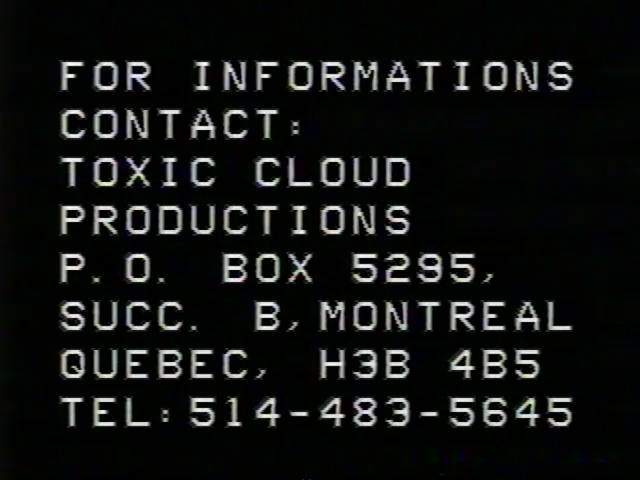 FOR INFORMATIONS
CONTACT:
TOXIC CLOUD
PRODUCTIONS
P.O. BOX 5295,
SUCC. B,MONTREAL
QUEBEC, H3B 4B5
TEL:514-483-5645